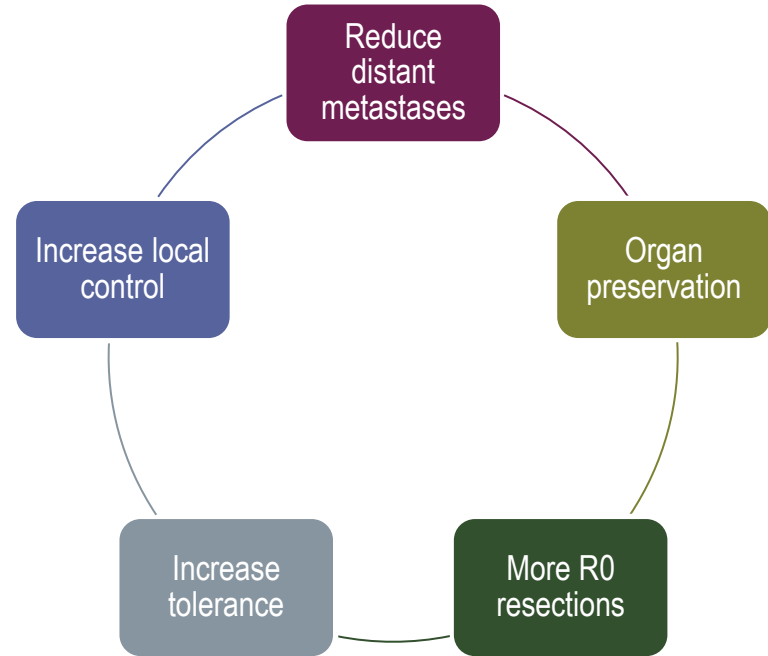 Reduce
distant
metastases
Organ
preservation
More R0
resections
Increase
tolerance
Increase local
control